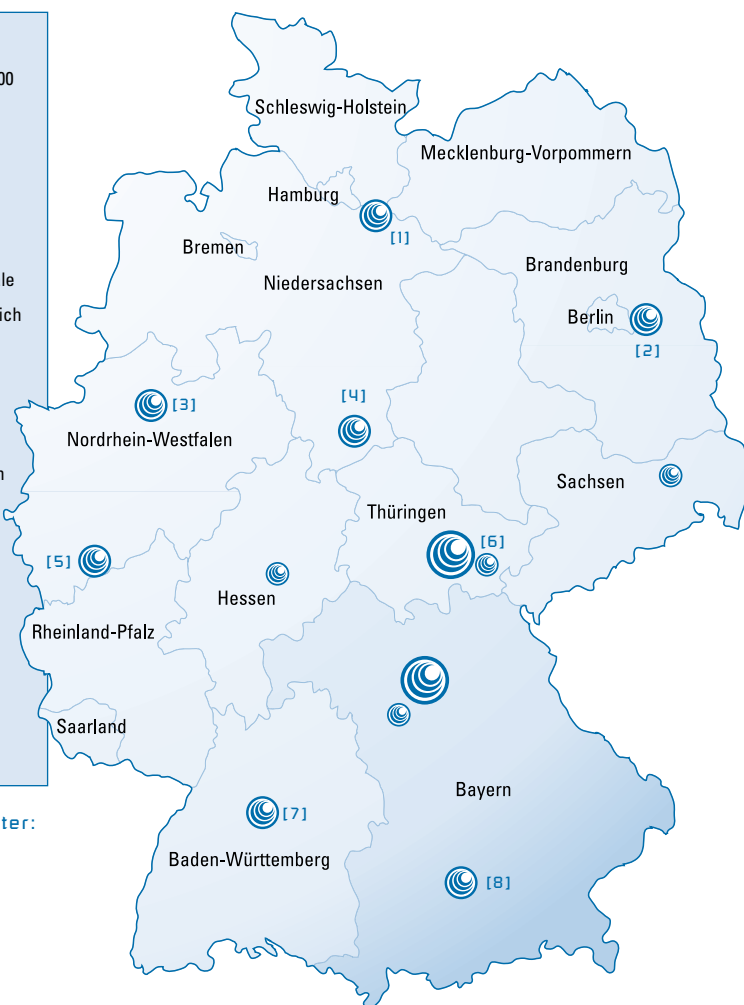 00
le
ich
n
ter:
Schleswig-Holstein
Mecklenburg-Vorpommern
Hamburg
[1]
Bremen
Niedersachsen
Brandenburg
Berlin
[2]
[3]
[4]
Nordrhein-Westfalen
Sachsen
Thüringen
[5]
[6]
Hessen
Rheinland-Pfalz
Saarland
Bayern
[7]
Baden-Württemberg
[8]